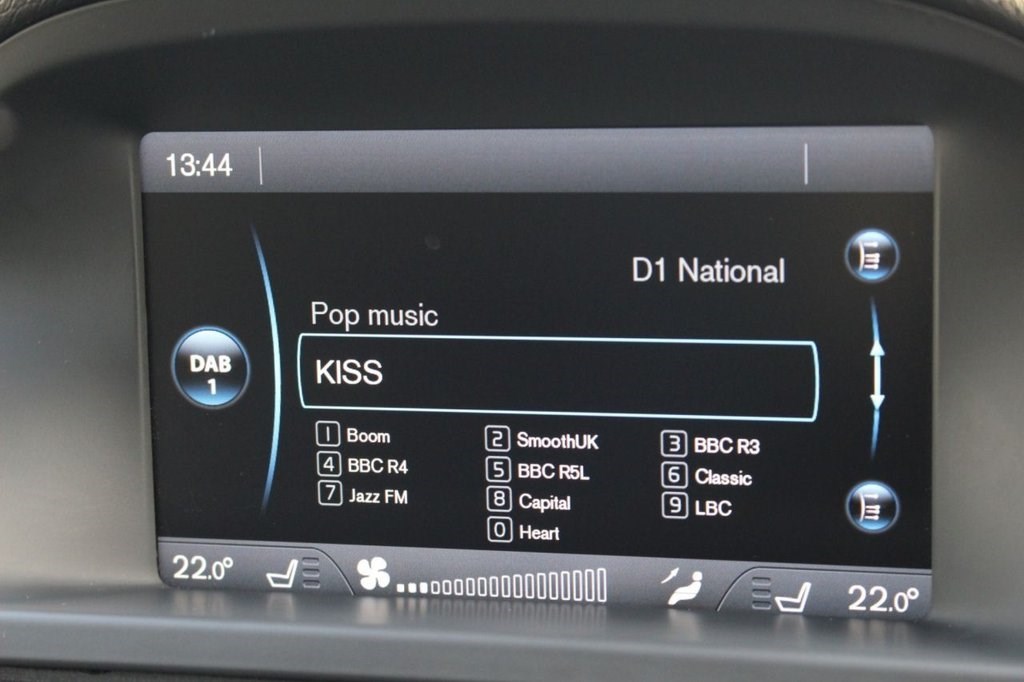 13:44
D1 National
Pop music
DAB
1
KISS
1 Boom 2 SmoothUK 3 BBC R3
4 BBC R4 5 BBC R5L 6 Classic
7 Jazz FM 8 Capital 9 LBC
0 Heart
22.0° 22.0°